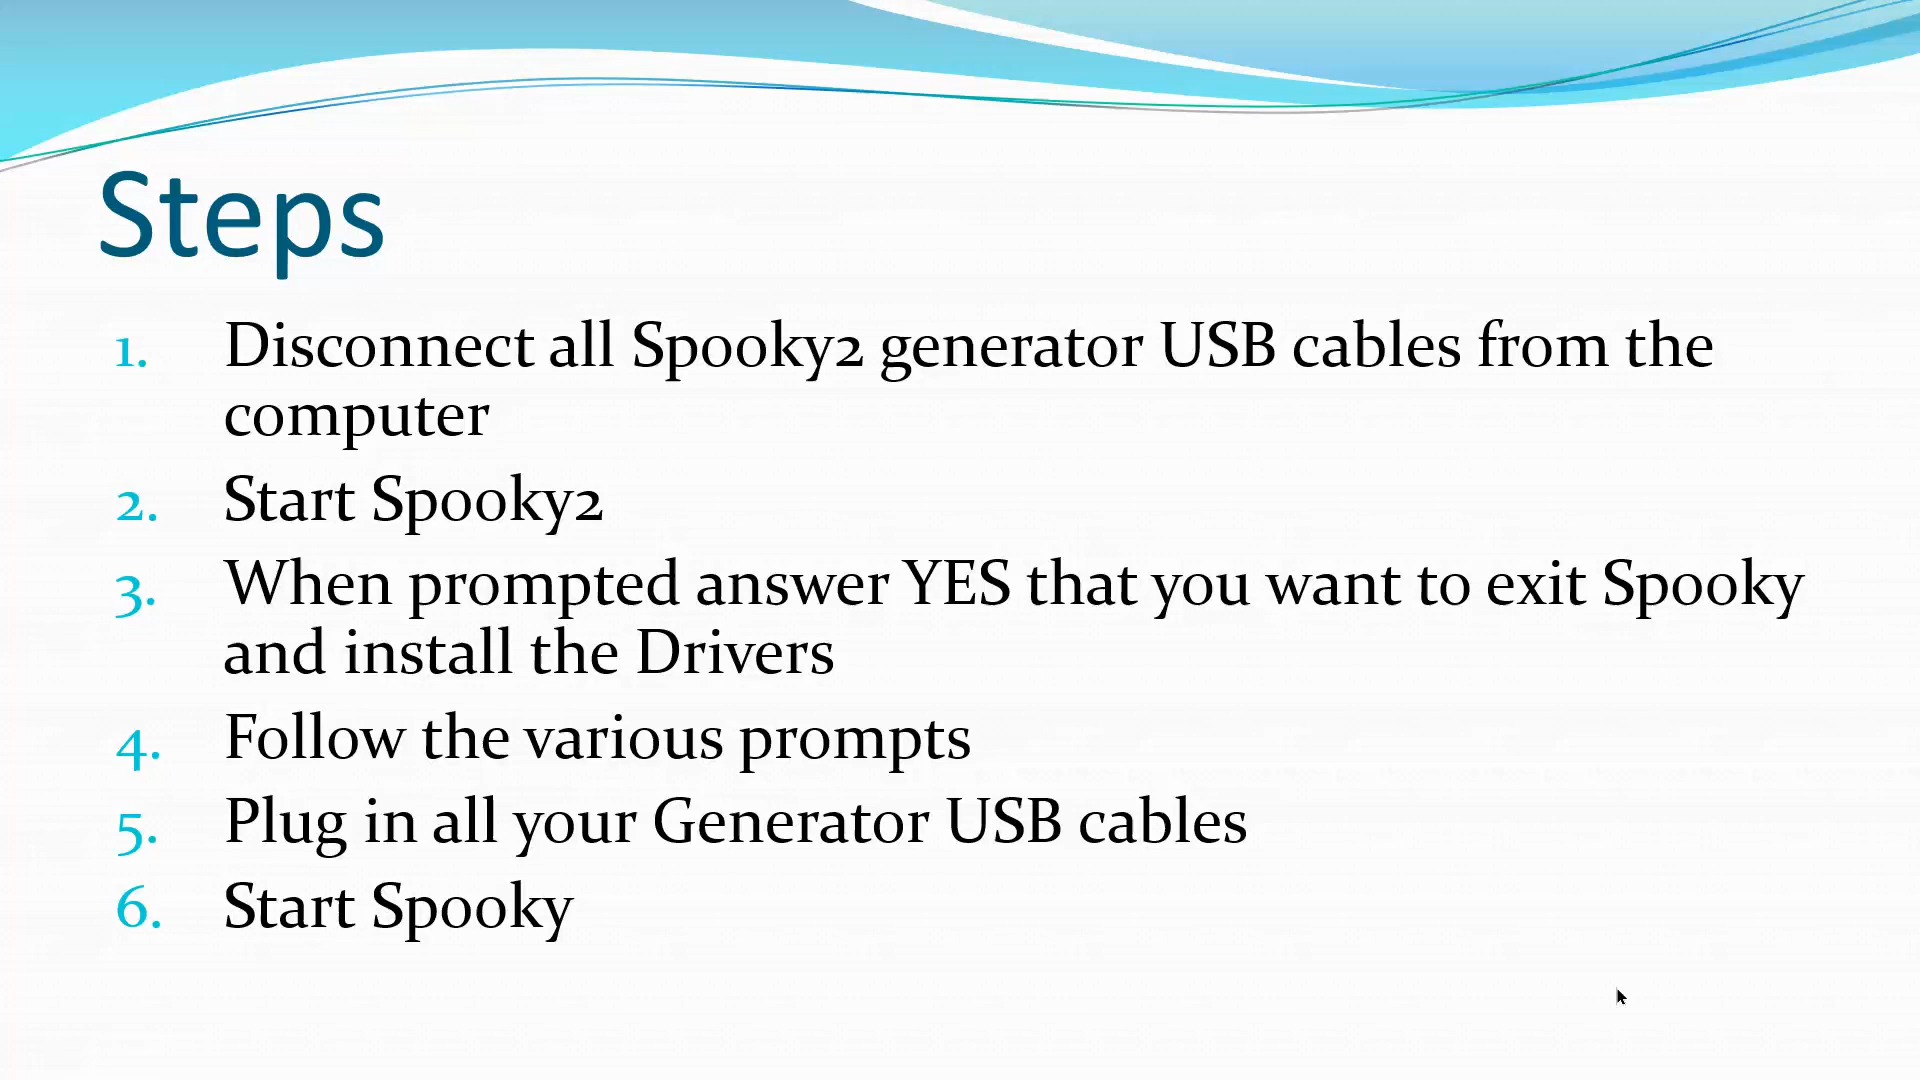 Steps
1. Disconnect all Spooky2 generator USB cables from the
computer
2. Start Spooky2
3. When prompted answer YES that you want to exit Spooky
and install the Drivers
4. Follow the various prompts
5. Plug in all your Generator USB cables
6. Start Spooky